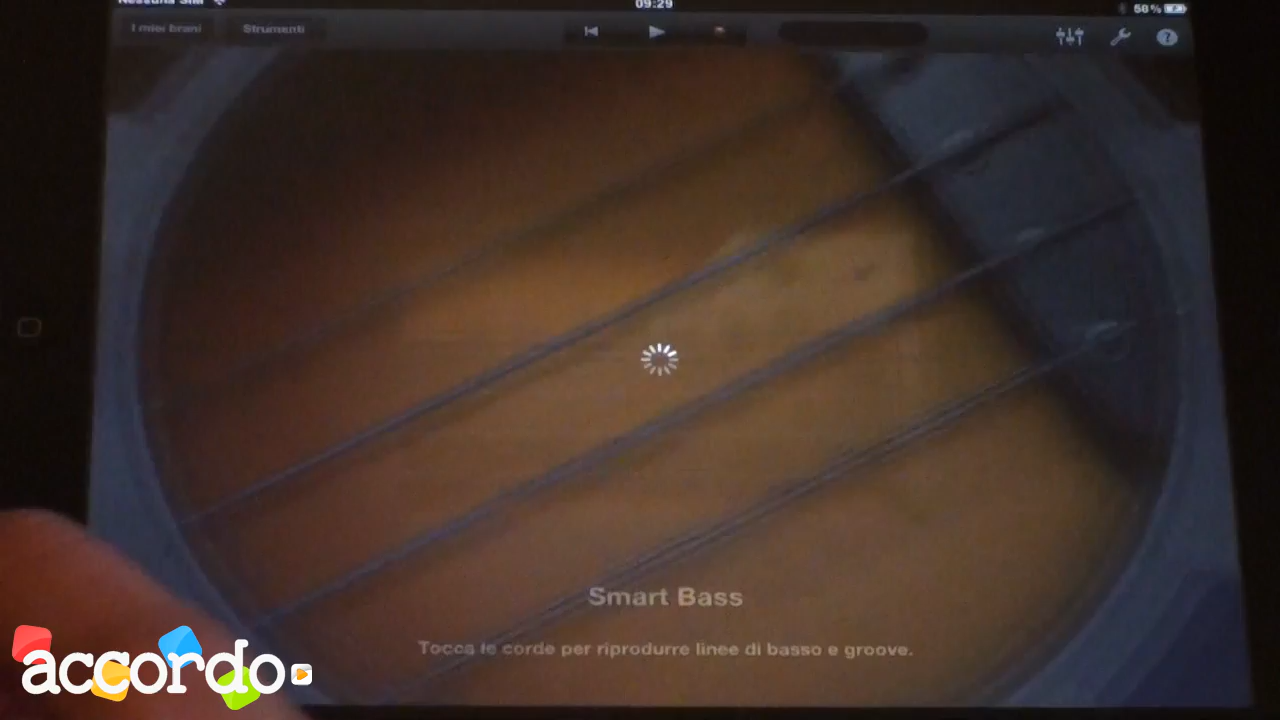 Nessuna SIM
09:29
58%
I miei brani
Strumenti
?
Smart Bass
Tocca le corde per riprodurre linee di basso e groove.
accordo